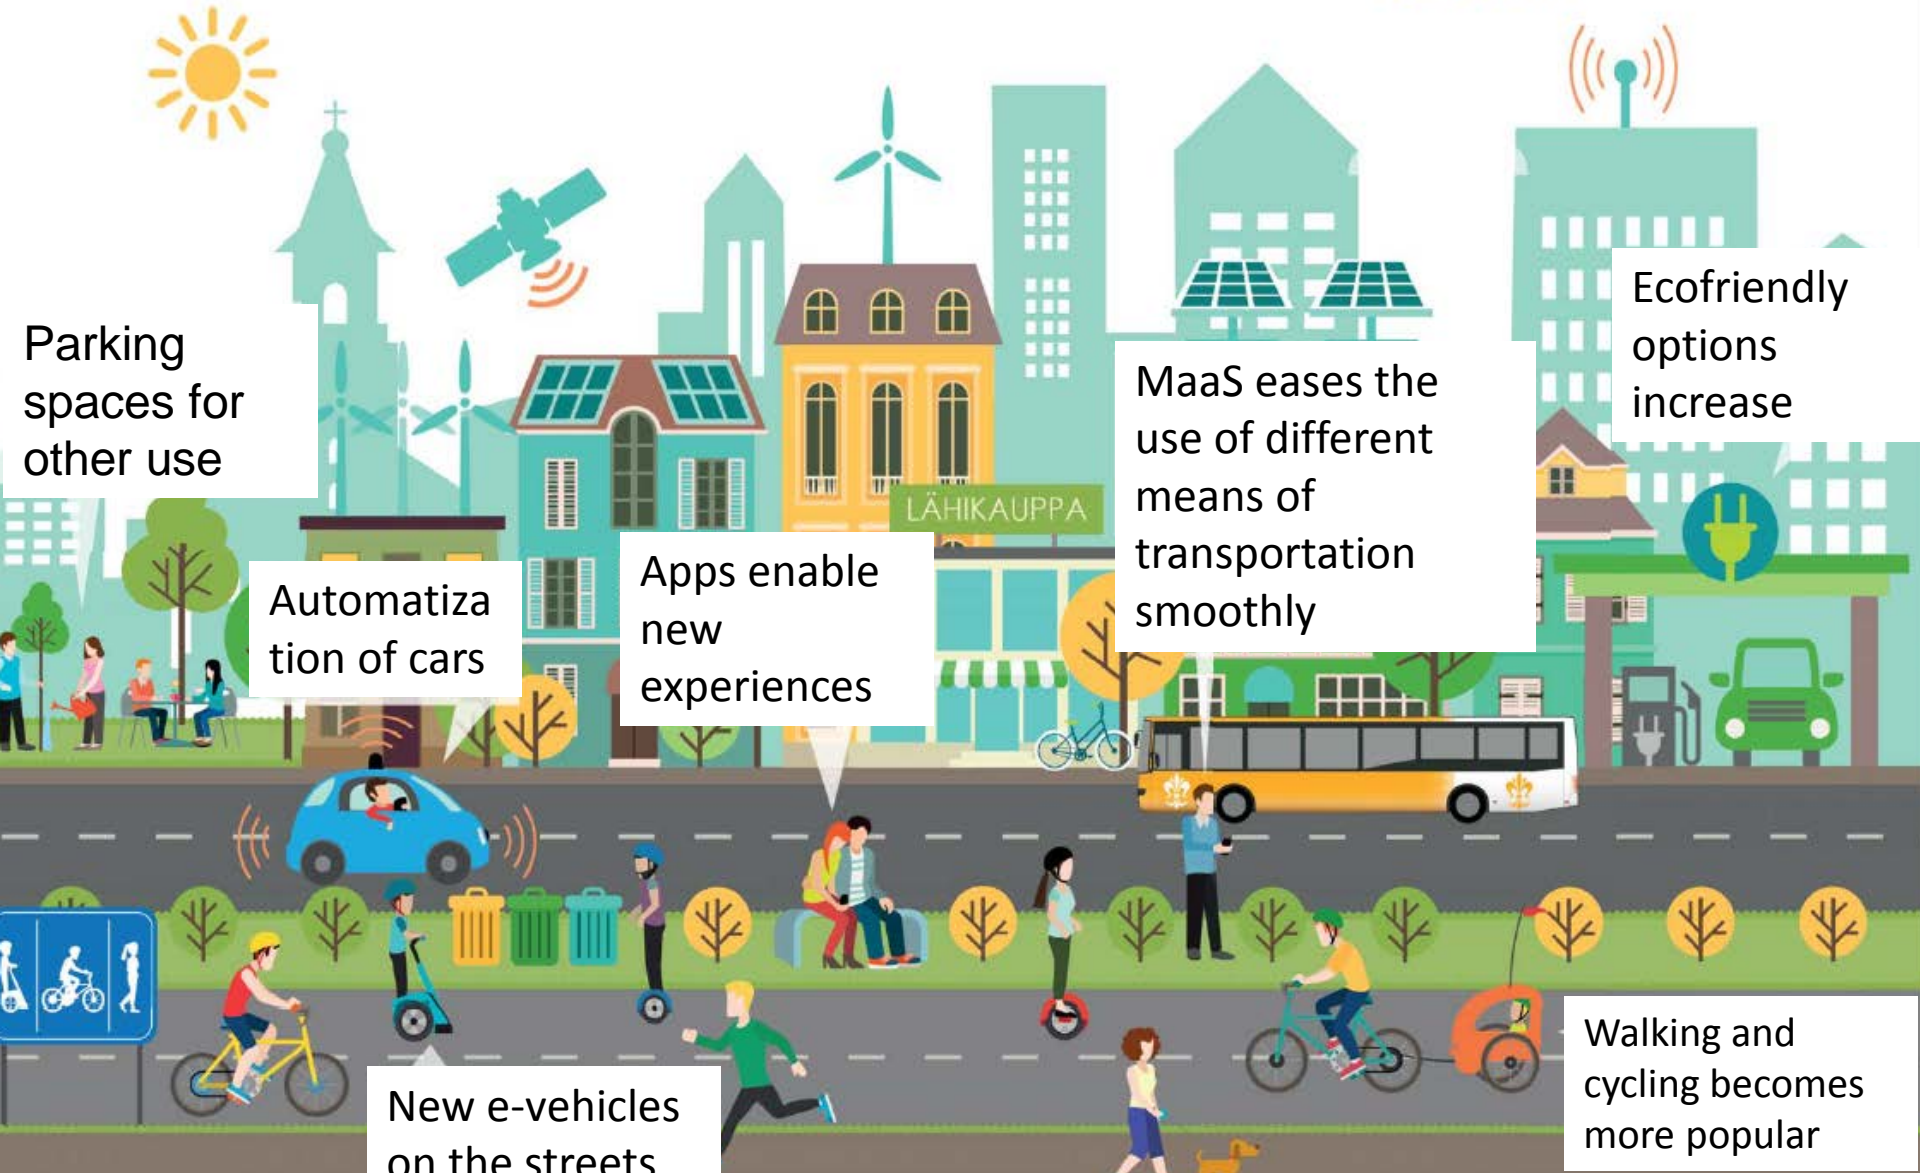 Parking
spaces for
other use
Automatiza
tion of cars
Apps enable
new
experiences
LÄHIKAUPPA
MaaS eases the
use of different
means of
transportation
smoothly
Ecofriendly
options
increase
New e-vehicles
on the streets
Walking and
cycling becomes
more popular